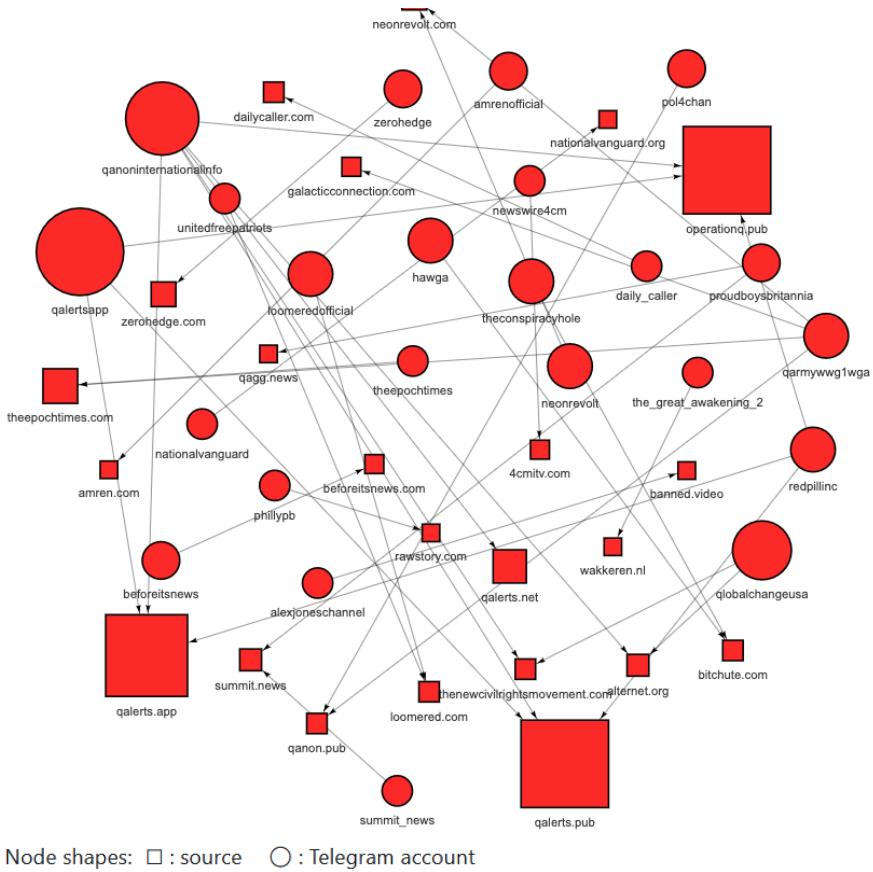 neonrevolt.com
amrenofficial
pol4chan
dailycaller.com
zerohedge
nationalvanguard.org
qanoninternationalinfo
galacticconnection.com
newswire4cm
unitedfreepatriots
operationq.pub
hawga
qalertsapp
zerohedge.com
loomeredofficial
theconspiracyhole
daily_caller
proudboysbritannia
qagg.news
theepochtimes
neonrevolt
qarmywwg1wga
the_great_awakening_2
theepochtimes.com
nationalvanguard
4cmitv.com
amren.com
beforeitsnews.com
banned.video
redpillinc
phillypb
rawstory.com
wakkeren.nl
beforeitsnews
alexjoneschannel
qalerts.net
qlobalchangeusa
summit.news
thenewcivilrightsmovement.com
alternet.org
bitchute.com
qalerts.app
loomered.com
qanon.pub
summit_news
qalerts.pub
Node shapes: □ : source ○ : Telegram account